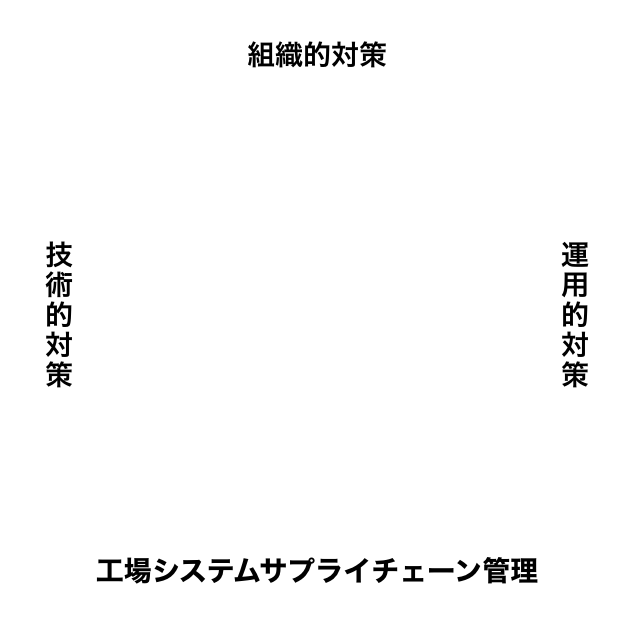 組織的対策
技術的対策
運用的対策
工場システムサプライチェーン管理